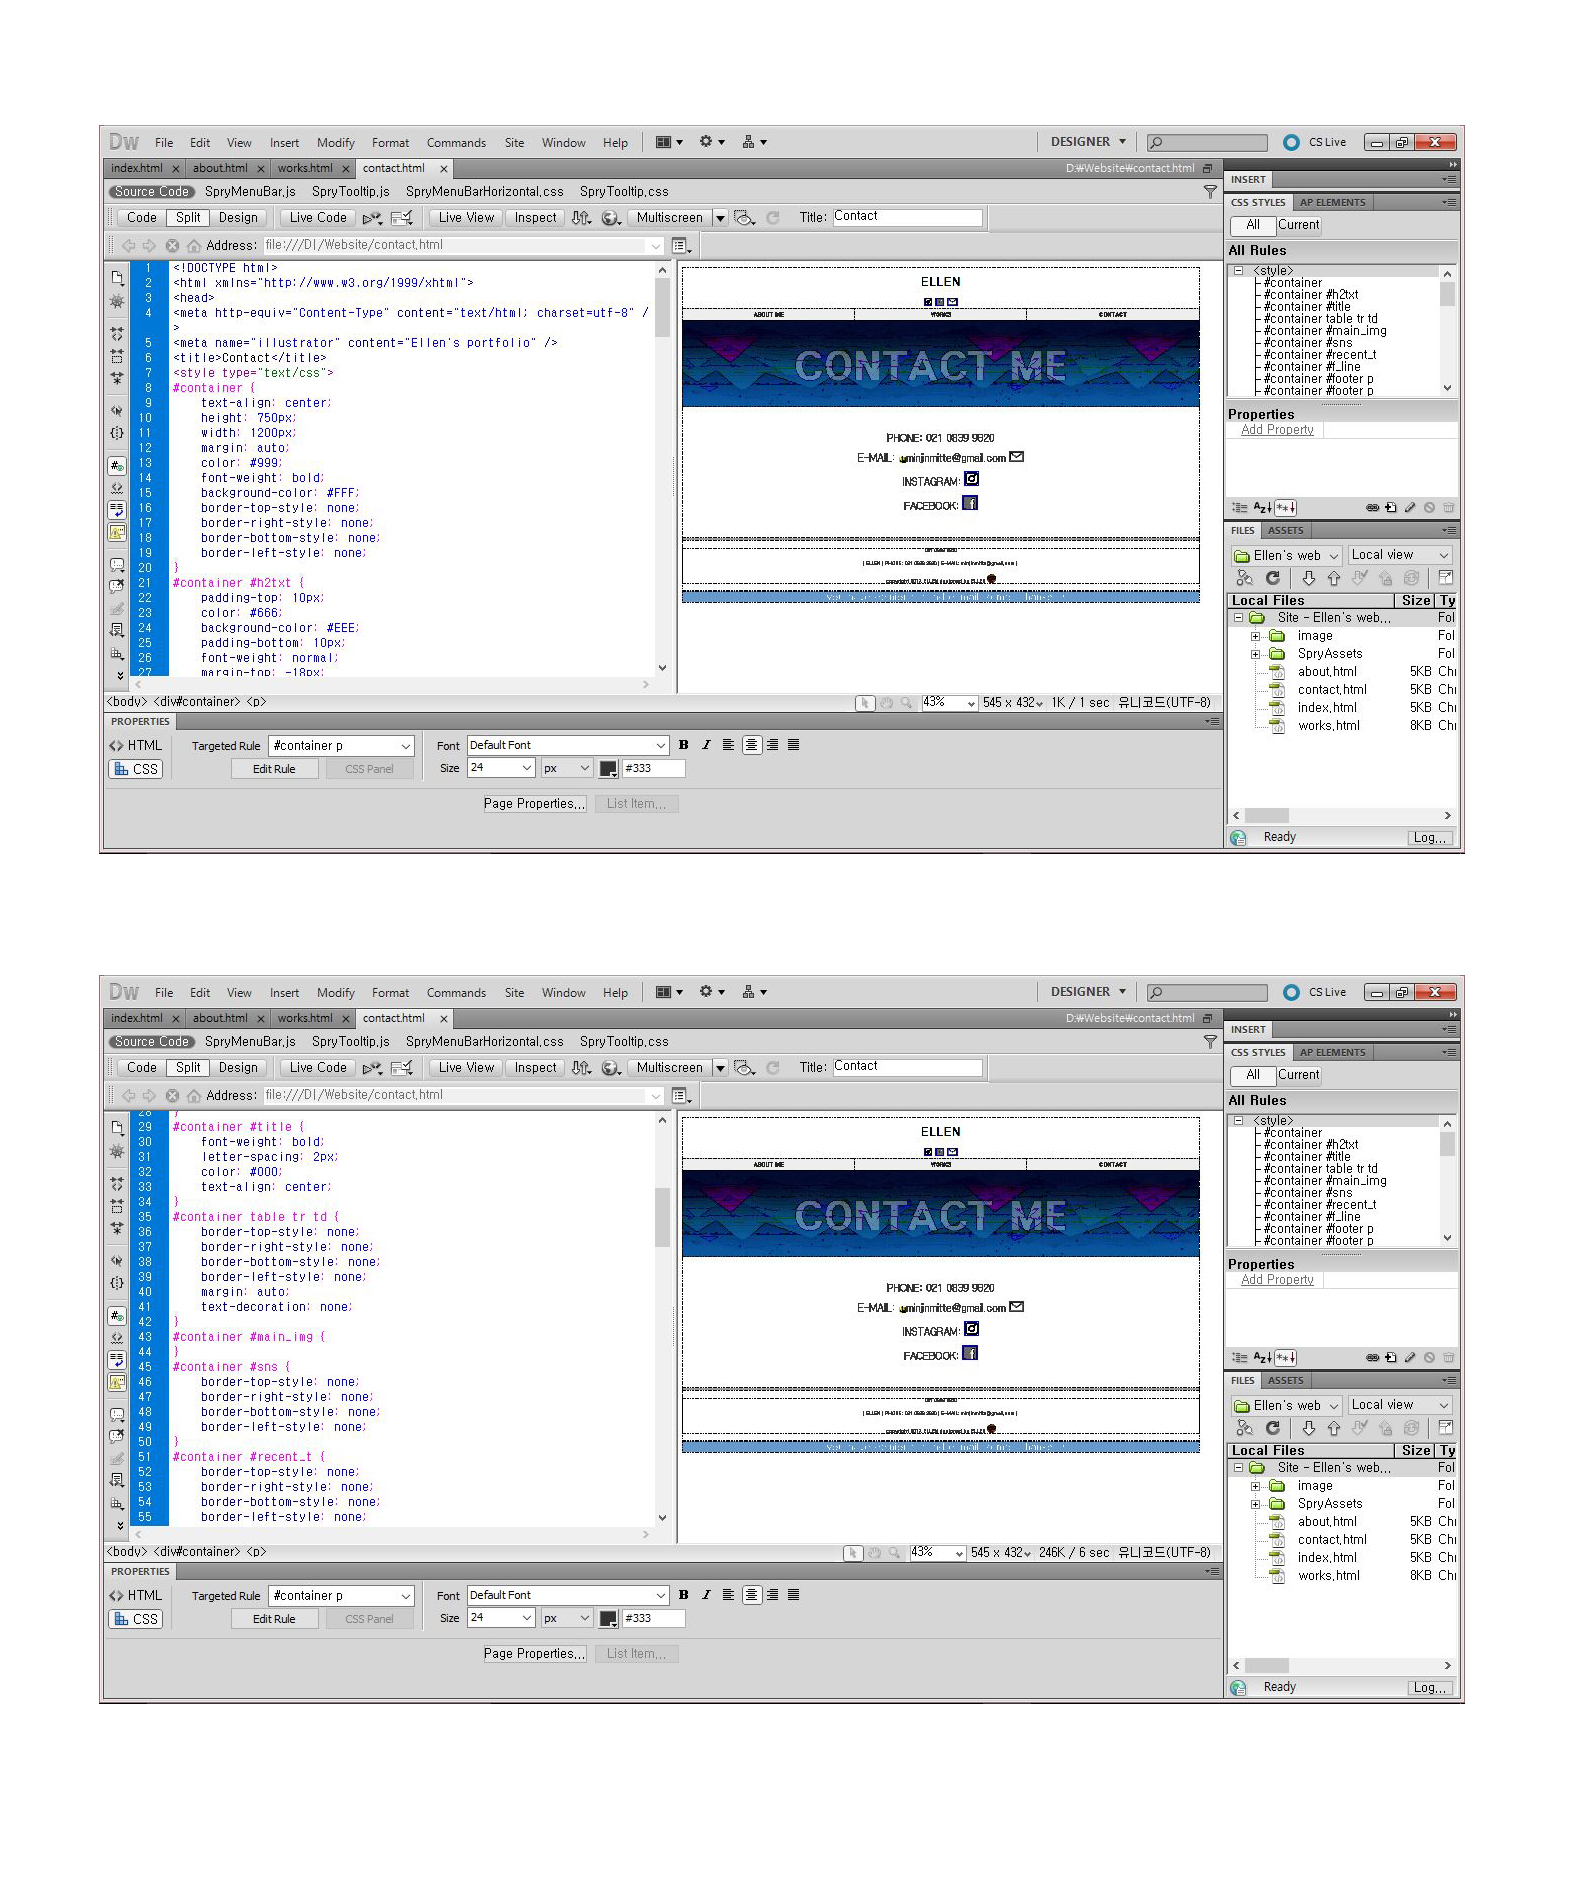 Dw File Edit View Insert Modify Format Commands Site Window Help DESIGNER CS Live
index.html about.html works.html contact.html D:₩Website₩contact.html
Source Code SpryMenuBar.js SpryTooltip.js SpryMenuBarHorizontal.css SpryTooltip.css
Code Split Design Live Code Live View Inspect Multiscreen Title: Contact
Address: file:///D|/Website/contact.html
1 <!DOCTYPE html>
2 <html xmlns="http://www.w3.org/1999/xhtml">
3 <head>
4 <meta http-equiv="Content-Type" content="text/html; charset=utf-8" /
>
5 <meta name="illustrator" content="Ellen's portfolio" />
6 <title>Contact</title>
7 <style type="text/css">
8 #container {
9 text-align: center;
10 height: 750px;
11 width: 1200px;
12 margin: auto;
13 color: #999;
14 font-weight: bold;
15 background-color: #FFF;
16 border-top-style: none;
17 border-right-style: none;
18 border-bottom-style: none;
19 border-left-style: none;
20 }
21 #container #h2txt {
22 padding-top: 10px;
23 color: #666;
24 background-color: #EEE;
25 padding-bottom: 10px;
26 font-weight: normal;
27 margin-top: -18px;
ELLEN
ABOUT ME WORKS CONTACT
CONTACT ME
PHONE: 021 0839 9820
E-MAIL: minjinmitte@gmail.com
INSTAGRAM:
FACEBOOK:
<body> <div#container> <p> 43% 545 x 432 1K / 1 sec 유니코드(UTF-8)
PROPERTIES
HTML Targeted Rule #container p Font Default Font B I
CSS Edit Rule CSS Panel Size 24 px #333
Page Properties... List Item...
INSERT
CSS STYLES AP ELEMENTS
All Current
All Rules
<style>
#container
#container #h2txt
#container #title
#container table tr td
#container #main_img
#container #sns
#container #recent_t
#container #f_line
#container #footer p
#container #footer p
Properties
Add Property
FILES ASSETS
Ellen's web Local view
Local Files Size Ty
Site - Ellen's web... Fol
image Fol
SpryAssets Fol
about.html 5KB Chr
contact.html 5KB Chr
index.html 5KB Chr
works.html 8KB Chr
Ready Log...
Dw File Edit View Insert Modify Format Commands Site Window Help DESIGNER CS Live
index.html about.html works.html contact.html D:₩Website₩contact.html
Source Code SpryMenuBar.js SpryTooltip.js SpryMenuBarHorizontal.css SpryTooltip.css
Code Split Design Live Code Live View Inspect Multiscreen Title: Contact
Address: file:///D|/Website/contact.html
28 }
29 #container #title {
30 font-weight: bold;
31 letter-spacing: 2px;
32 color: #000;
33 text-align: center;
34 }
35 #container table tr td {
36 border-top-style: none;
37 border-right-style: none;
38 border-bottom-style: none;
39 border-left-style: none;
40 margin: auto;
41 text-decoration: none;
42 }
43 #container #main_img {
44 }
45 #container #sns {
46 border-top-style: none;
47 border-right-style: none;
48 border-bottom-style: none;
49 border-left-style: none;
50 }
51 #container #recent_t {
52 border-top-style: none;
53 border-right-style: none;
54 border-bottom-style: none;
55 border-left-style: none;
ELLEN
ABOUT ME WORKS CONTACT
CONTACT ME
PHONE: 021 0839 9820
E-MAIL: minjinmitte@gmail.com
INSTAGRAM:
FACEBOOK:
<body> <div#container> <p> 43% 545 x 432 246K / 6 sec 유니코드(UTF-8)
PROPERTIES
HTML Targeted Rule #container p Font Default Font B I
CSS Edit Rule CSS Panel Size 24 px #333
Page Properties... List Item...
INSERT
CSS STYLES AP ELEMENTS
All Current
All Rules
<style>
#container
#container #h2txt
#container #title
#container table tr td
#container #main_img
#container #sns
#container #recent_t
#container #f_line
#container #footer p
#container #footer p
Properties
Add Property
FILES ASSETS
Ellen's web Local view
Local Files Size Ty
Site - Ellen's web... Fol
image Fol
SpryAssets Fol
about.html 5KB Chr
contact.html 5KB Chr
index.html 5KB Chr
works.html 8KB Chr
Ready Log...